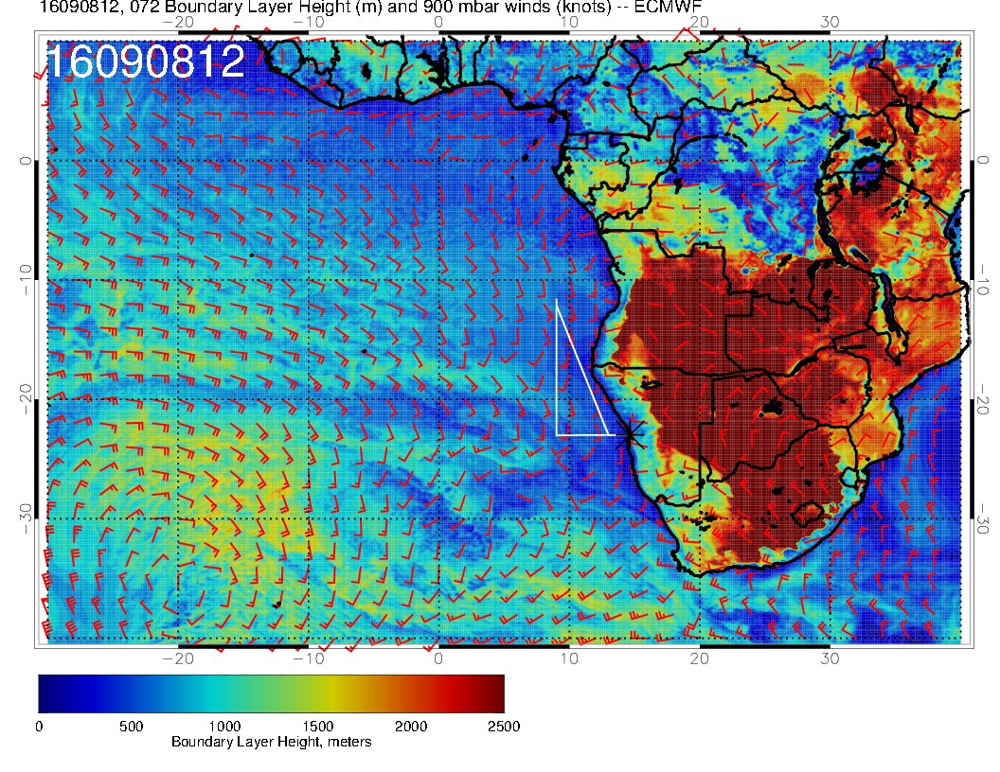 16090812, 072 Boundary Layer Height (m) and 900 mbar winds (knots) -- ECMWF
−20 −10 0 10 20 30
16090812
0 0
−10 −10
−20 −20
−30 −30
−20 −10 0 10 20 30
0 500 1000 1500 2000 2500
Boundary Layer Height, meters